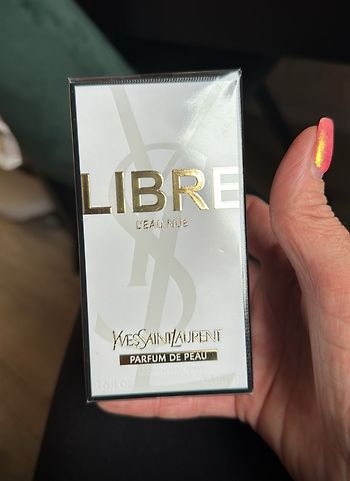 LIBRE
L'EAU NUE
YVESSAINTLAURENT
PARFUM DE PEAU